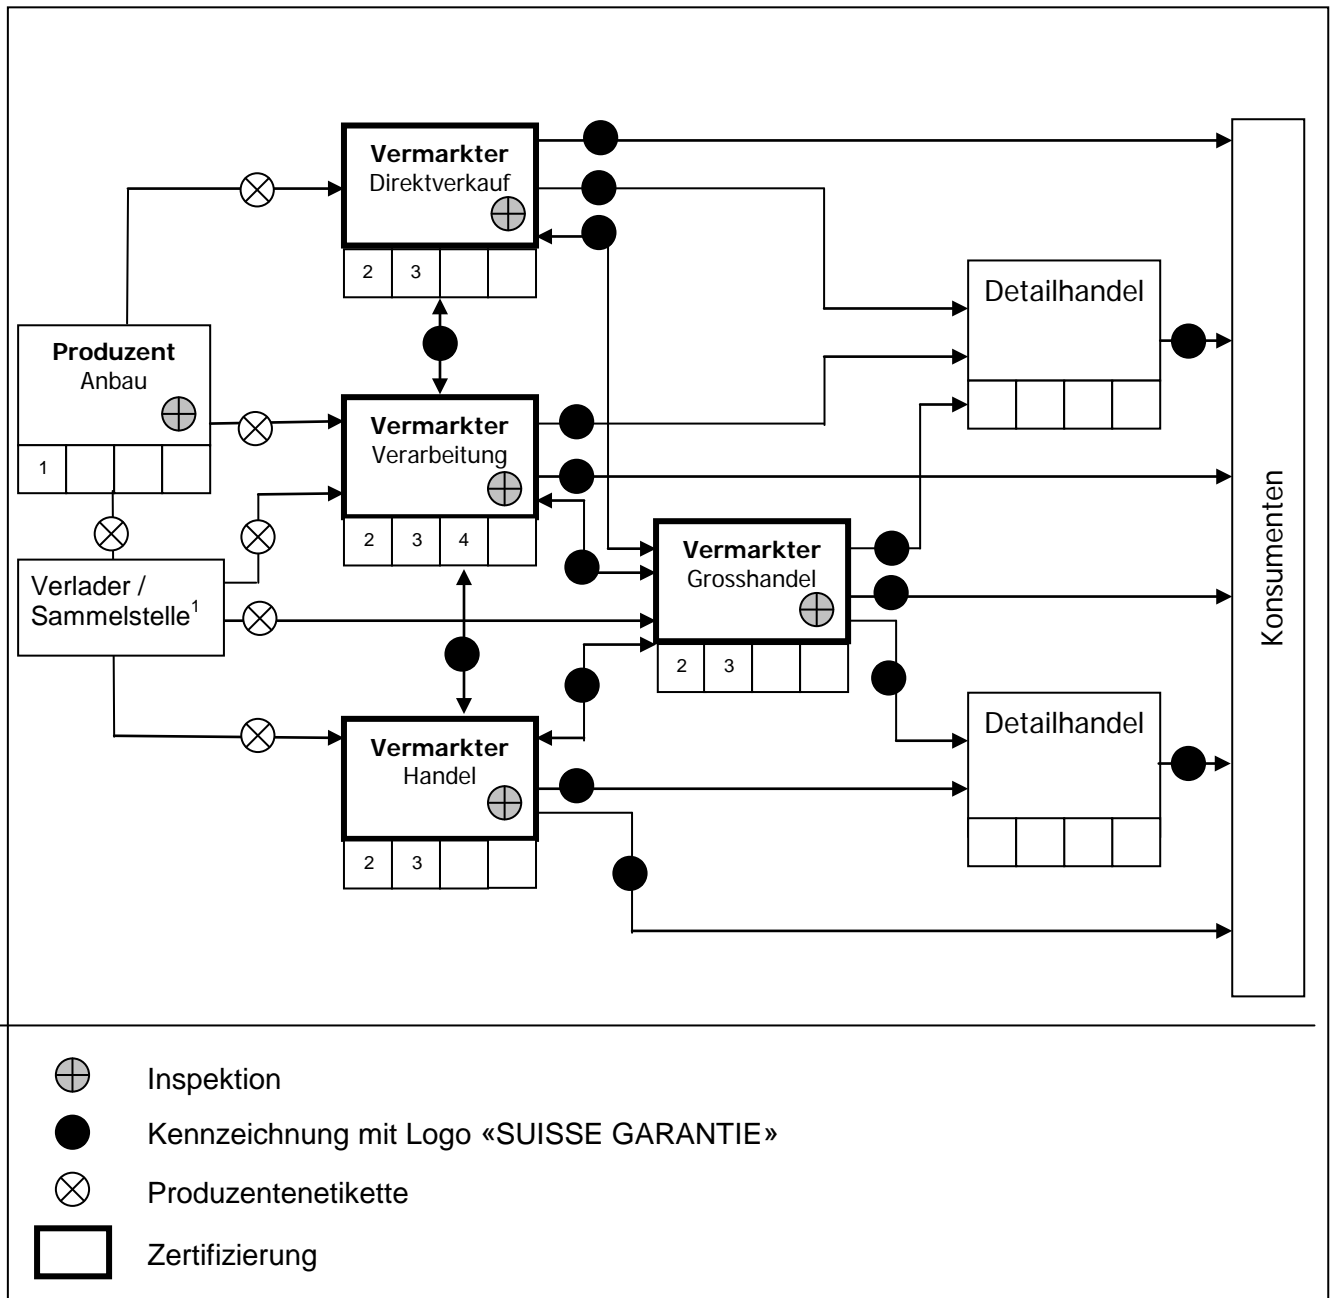 Vermarkter
Direktverkauf
2 3
Detailhandel
Produzent
Anbau
1
Vermarkter
Verarbeitung
2 3 4
Verlader /
Sammelstelle¹
Vermarkter
Grosshandel
2 3
Vermarkter
Handel
2 3
Detailhandel
Konsumenten
Inspektion
Kennzeichnung mit Logo «SUISSE GARANTIE»
Produzentenetikette
Zertifizierung